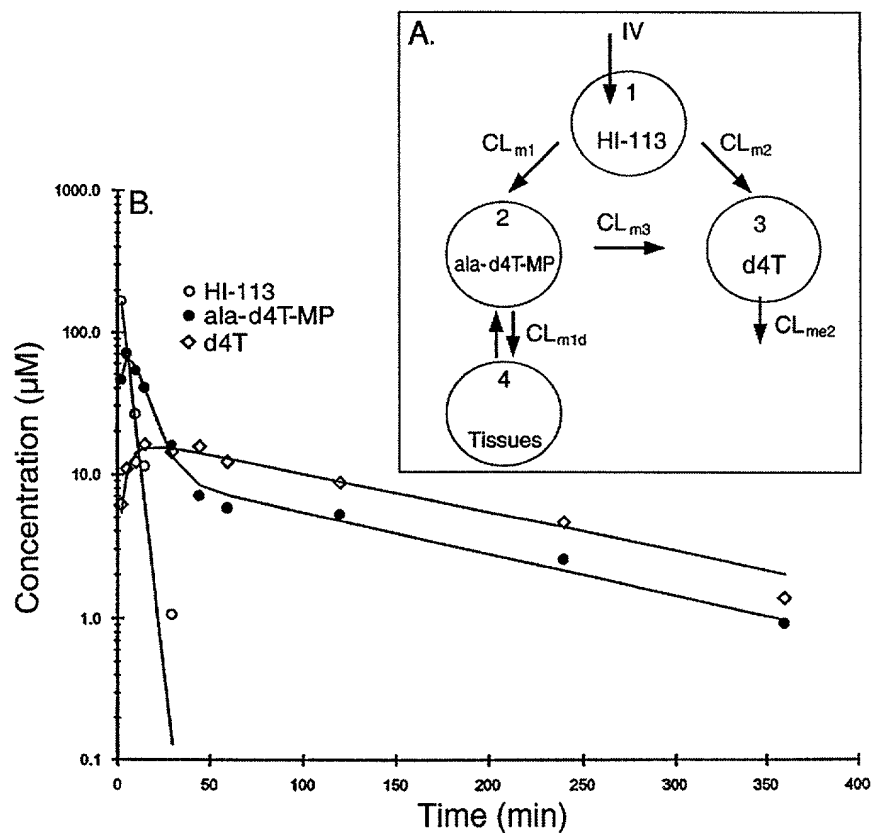 A.
IV
1
HI-113
CLm1
CLm2
2
ala-d4T-MP
CLm3
3
d4T
CLm1d
CLme2
4
Tissues
B.
HI-113
ala-d4T-MP
d4T
Concentration (µM)
1000.0
100.0
10.0
1.0
0.1
0 50 100 150 200 250 300 350 400
Time (min)